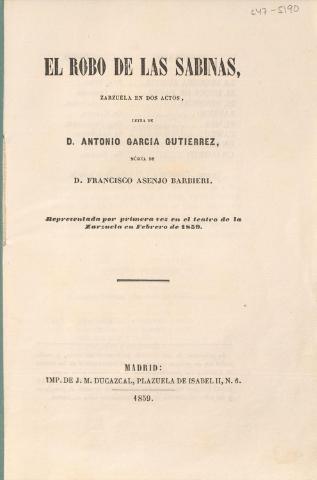 c47-5190
EL ROBO DE LAS SABINAS,
ZARZUELA EN DOS ACTOS,
LETRA DE
D. ANTONIO GARCIA GUTIERREZ,
MÚSICA DE
D. FRANCISCO ASENJO BARBIERI.
Representada por primera vez en el teatro de la
Zarzuela en Febrero de 1859.
MADRID:
IMP. DE J. M. DUCAZCAL, PLAZUELA DE ISABEL II, N. 6.
1859.